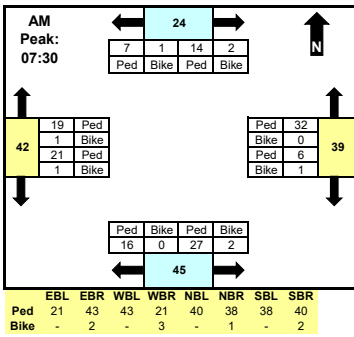 AM
Peak:
07:30
24
N
7 1 14 2
Ped Bike Ped Bike
19 Ped
1 Bike
42
21 Ped
1 Bike
Ped 32
Bike 0
39
Ped 6
Bike 1
Ped Bike Ped Bike
16 0 27 2
45
EBL EBR WBL WBR NBL NBR SBL SBR
Ped 21 43 43 21 40 38 38 40
Bike - 2 - 3 - 1 - 2